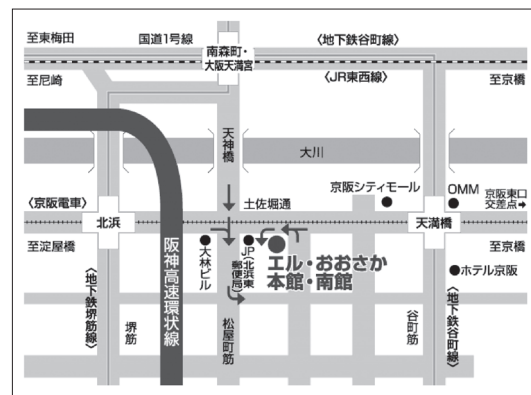 至東梅田
国道1号線
南森町・
大阪天満宮
〈地下鉄谷町線〉
至尼崎
〈JR東西線〉
至京橋
天神橋
大川
京阪シティモール
OMM
京阪東口
交差点→
〈京阪電車〉
北浜
土佐堀通
天満橋
至淀屋橋
至京橋
阪神高速環状線
大林ビル
JP(北浜東
郵便局)
エル・おおさか
本館・南館
ホテル京阪
〈地下鉄堺筋線〉
堺筋
松屋町筋
谷町筋
〈地下鉄谷町線〉